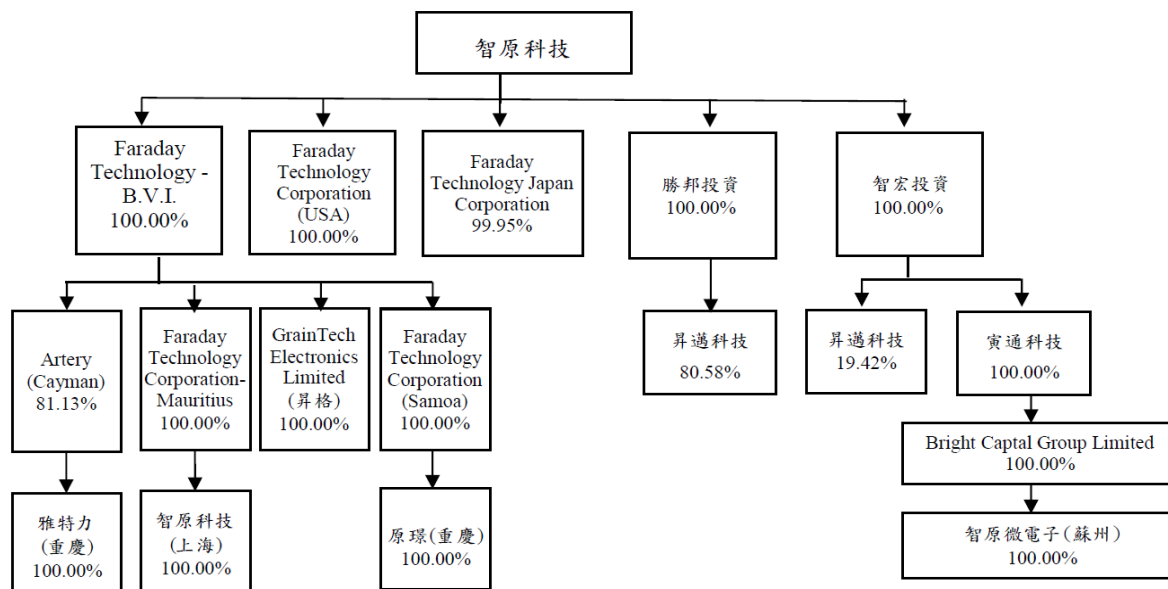 智原科技
Faraday
Technology -
B.V.I.
100.00%
Faraday
Technology
Corporation
(USA)
100.00%
Faraday
Technology Japan
Corporation
99.95%
勝邦投資
100.00%
智宏投資
100.00%
Artery
(Cayman)
81.13%
Faraday
Technology
Corporation-
Mauritius
100.00%
GrainTech
Electronics
Limited
(昇格)
100.00%
Faraday
Technology
Corporation
(Samoa)
100.00%
昇邁科技
80.58%
昇邁科技
19.42%
寅通科技
100.00%
Bright Captal Group Limited
100.00%
雅特力
(重慶)
100.00%
智原科技
(上海)
100.00%
原璟(重慶)
100.00%
智原微電子(蘇州)
100.00%